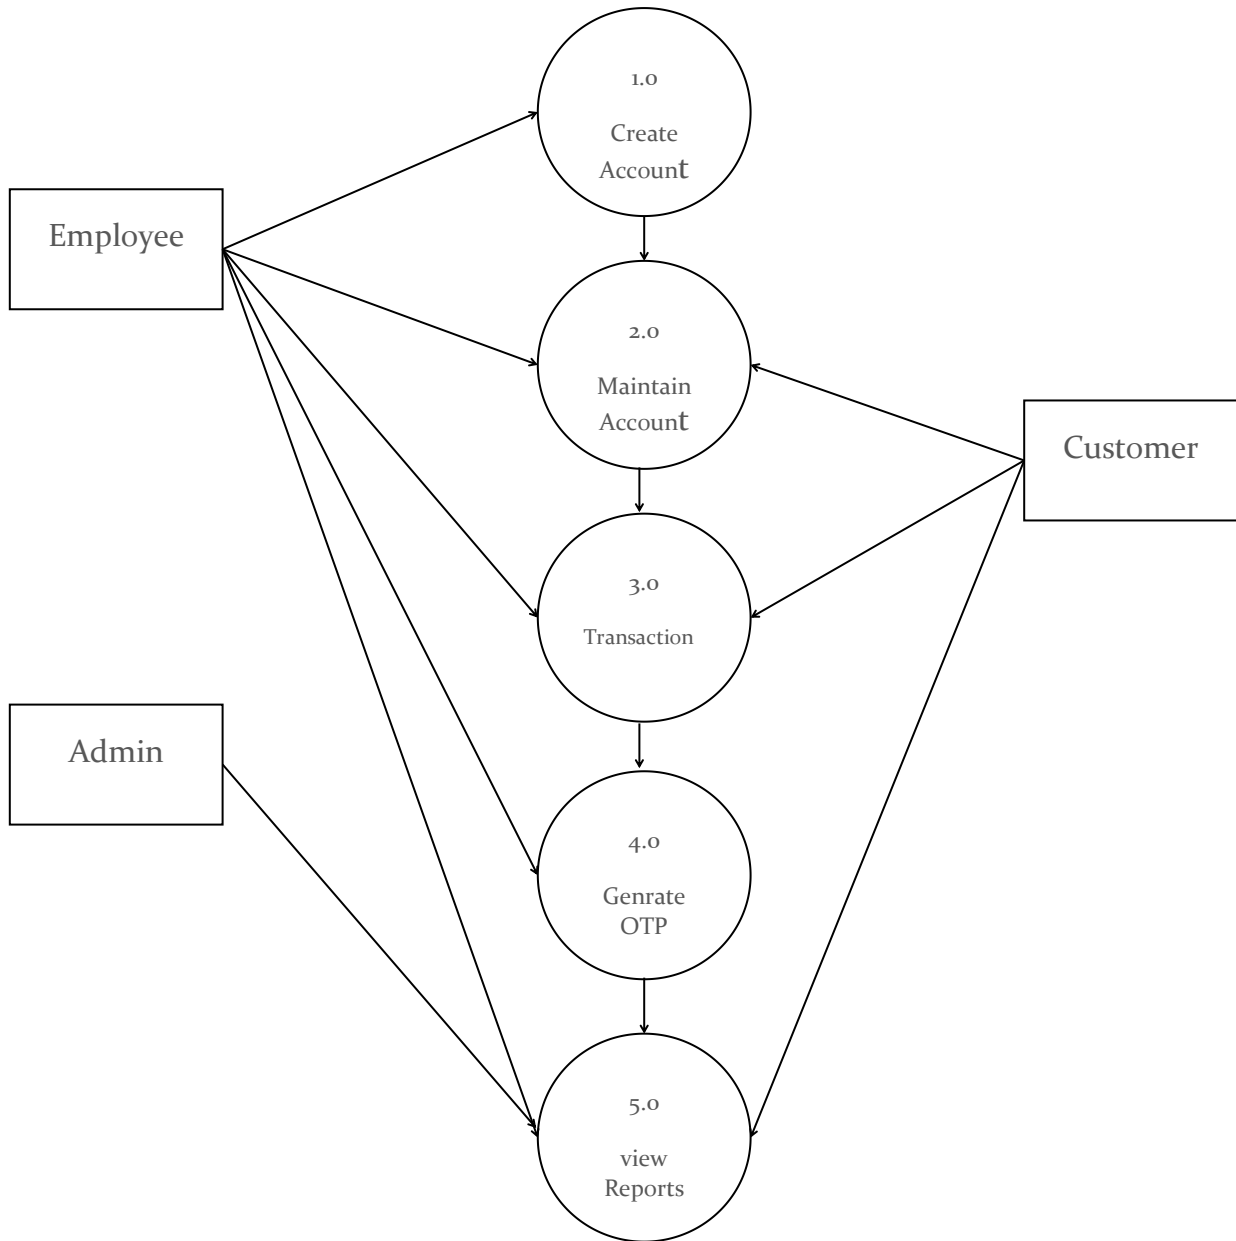 1.0
Create
Account
Employee
2.0
Maintain
Account
Customer
3.0
Transaction
Admin
4.0
Genrate
OTP
5.0
view
Reports